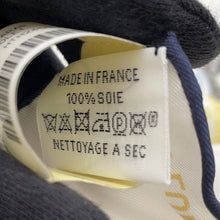 MADE IN FRANCE
100% SOIE
NETTOYAGE A SEC